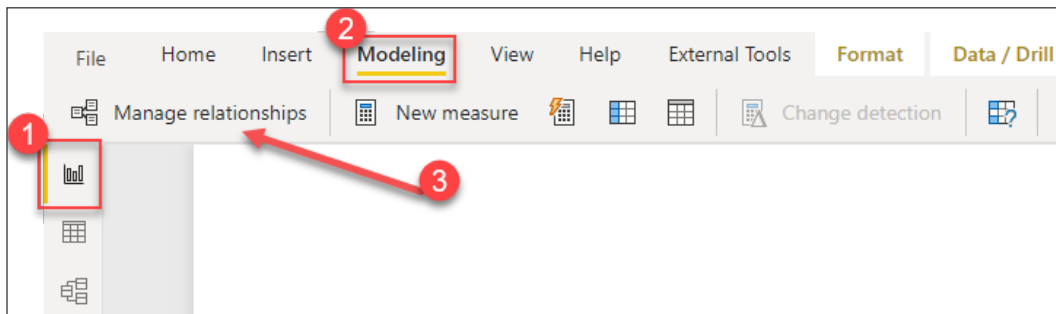 2
File Home Insert Modeling View Help External Tools Format Data / Drill
Manage relationships New measure Change detection
1
3